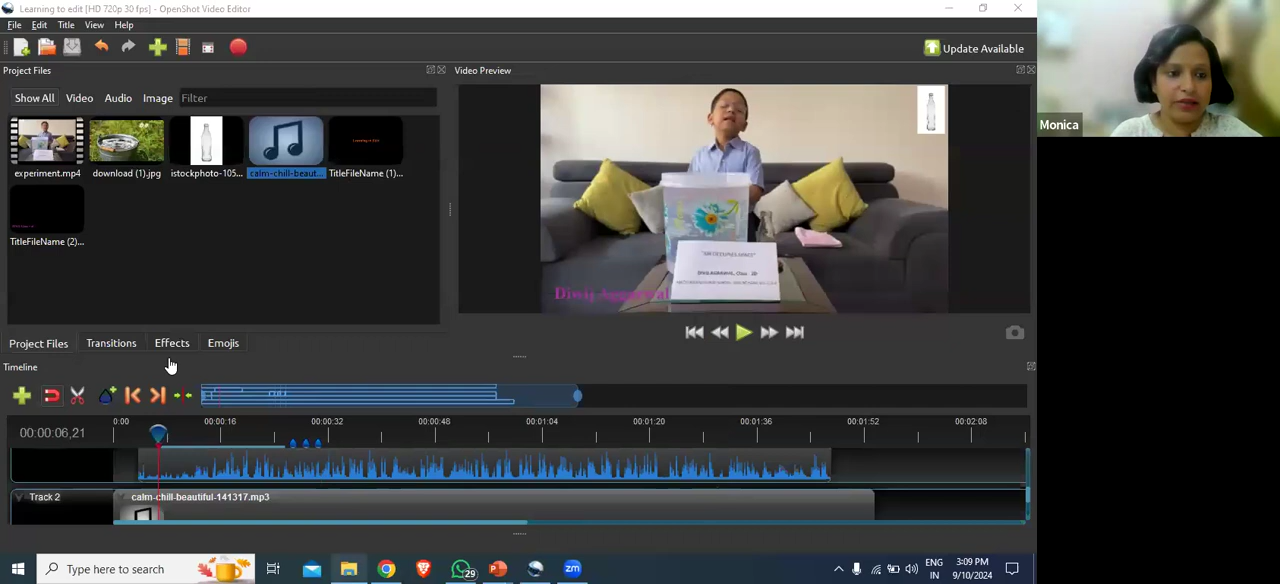 Learning to edit [HD 720p 30 fps] - OpenShot Video Editor
File Edit Title View Help
Update Available
Project Files
Video Preview
Show All Video Audio Image Filter
experiment.mp4 download (1).jpg istockphoto-105... calm-chill-beaut... TitleFileName (1)...
TitleFileName (2)...
Diwij Aggarwal
Monica
Project Files Transitions Effects Emojis
Timeline
00:00:06,21
0:00 00:00:16 00:00:32 00:00:48 00:01:04 00:01:20 00:01:36 00:01:52 00:02:08
Track 2 calm-chill-beautiful-141317.mp3
Type here to search
29
zm
ENG
IN
3:09 PM
9/10/2024